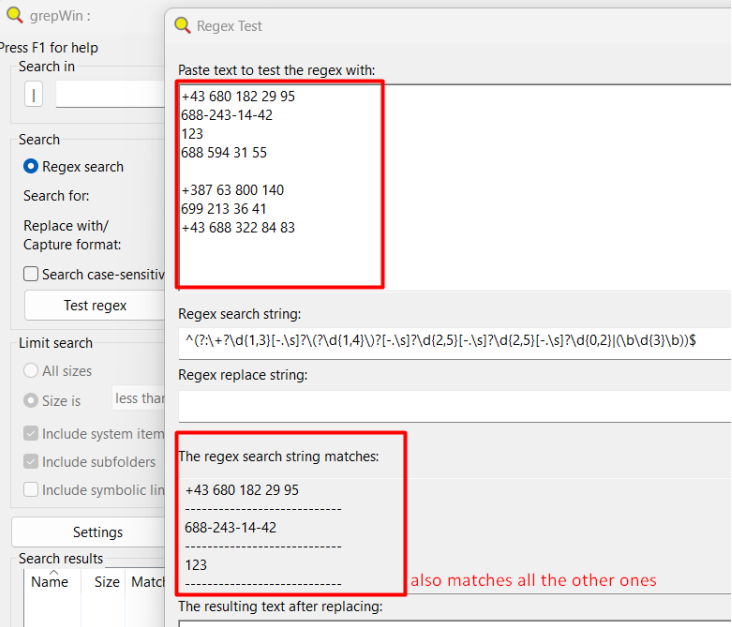 grepWin :
Press F1 for help
Search in
|
Search
Regex search
Search for:
Replace with/
Capture format:
Search case-sensitiv
Test regex
Limit search
All sizes
Size is
less than
Include system item
Include subfolders
Include symbolic lin
Settings
Search results
Name
Size
Match
Regex Test
Paste text to test the regex with:
+43 680 182 29 95
688-243-14-42
123
688 594 31 55
+387 63 800 140
699 213 36 41
+43 688 322 84 83
Regex search string:
^(?:\+?\d{1,3}[-.\s]?\(?\d{1,4}\)?[-.\s]?\d{2,5}[-.\s]?\d{2,5}[-.\s]?\d{0,2}|(\b\d{3}\b))$
Regex replace string:
The regex search string matches:
+43 680 182 29 95
----------------------------
688-243-14-42
----------------------------
123
----------------------------
also matches all the other ones
The resulting text after replacing: